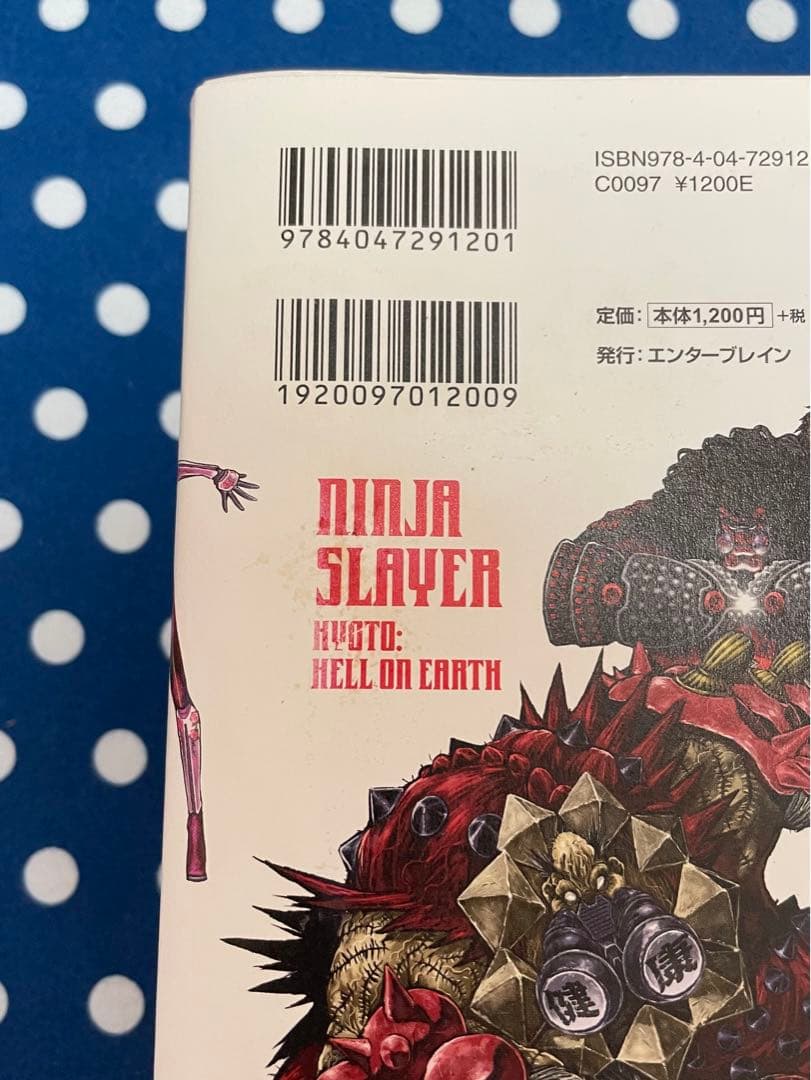 9784047291201
ISBN978-4-04-72912
C0097 ¥1200E
1920097012009
定価：本体1,200円+税
発行：エンターブレイン
NINJA
SLAYER
KYOTO:
HELL ON EARTH
健康